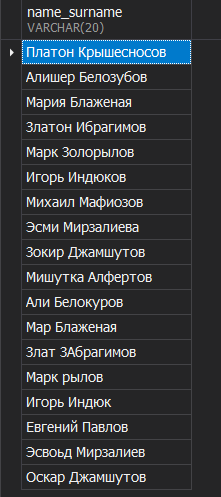 name_surname
VARCHAR(20)
Платон Крышесносов
Алишер Белозубов
Мария Блаженая
Златон Ибрагимов
Марк Золорылов
Игорь Индюков
Михаил Мафиозов
Эсми Мирзалиева
Зокир Джамшутов
Мишутка Алфертов
Али Белокуров
Мар Блаженая
Злат ЗАбрагимов
Марк рылов
Игорь Индюк
Евгений Павлов
Эсвоьд Мирзалиев
Оскар Джамшутов